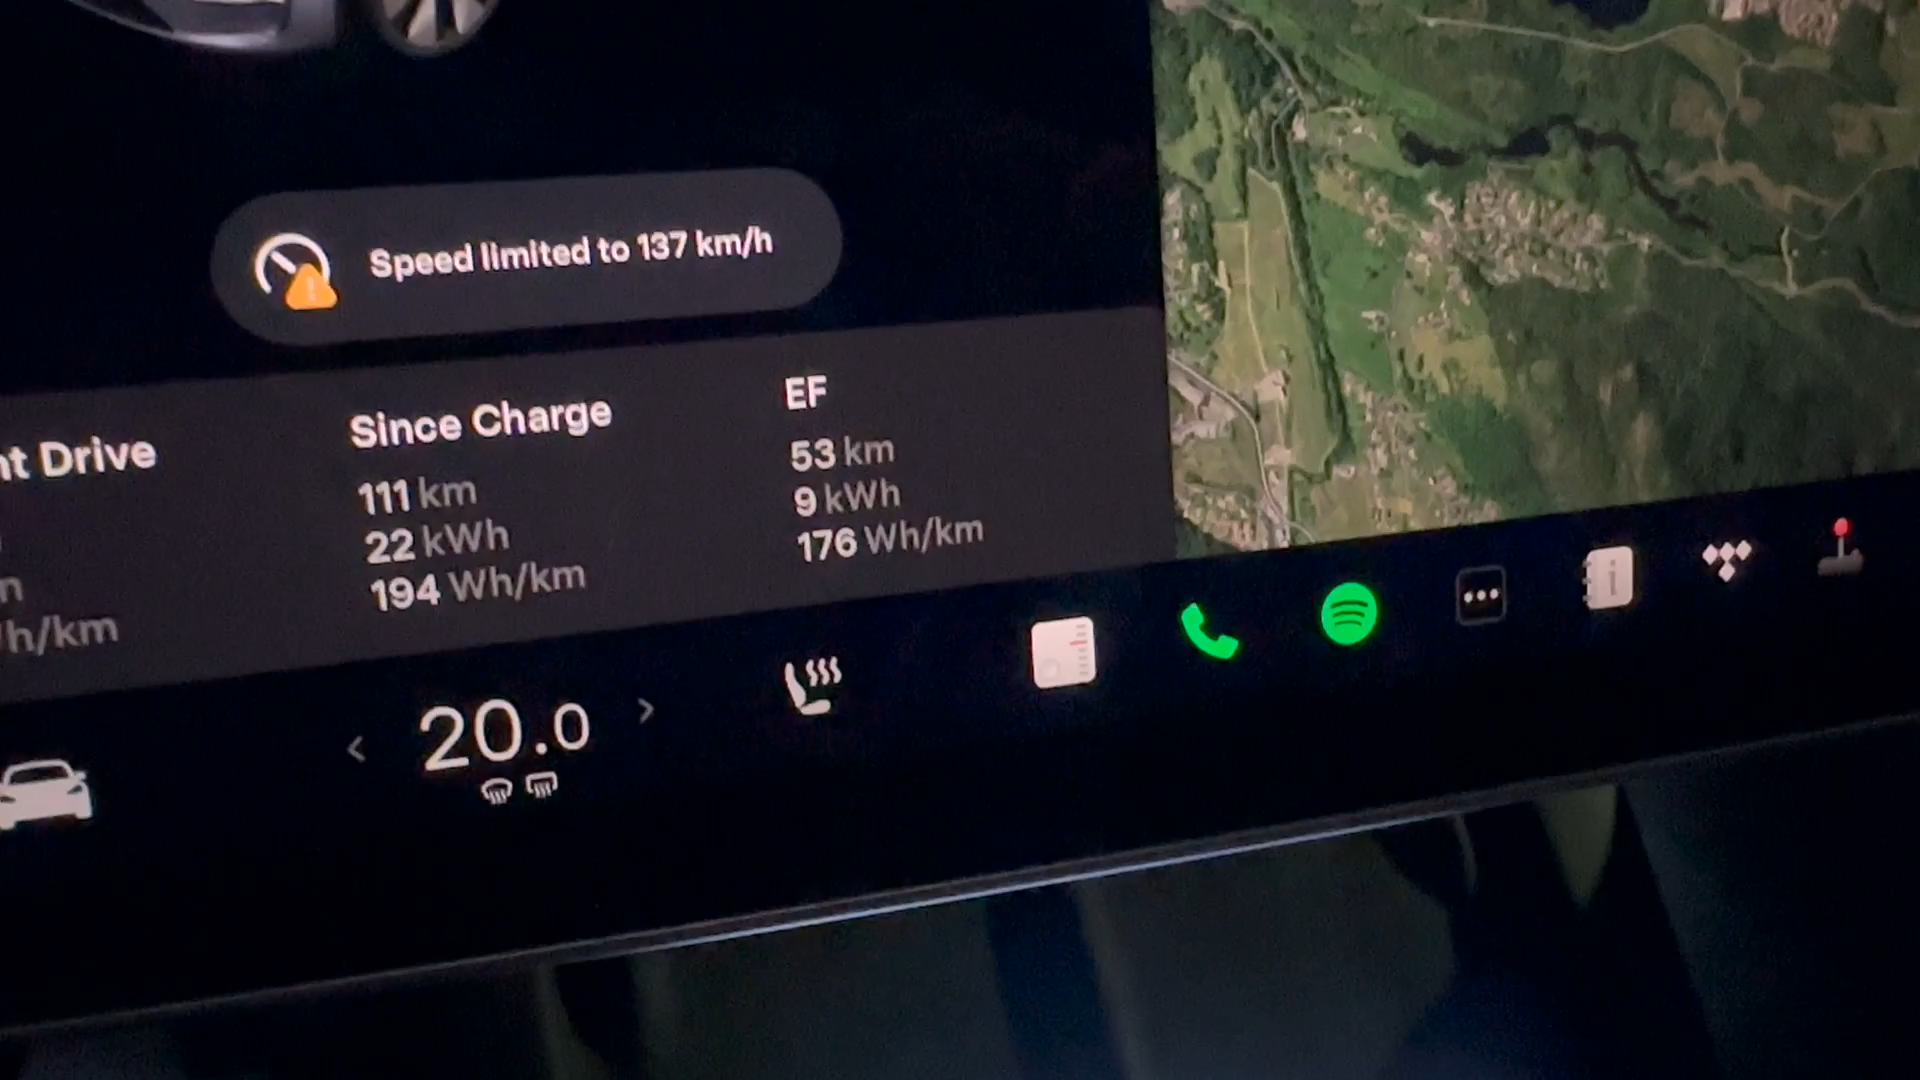 Speed limited to 137 km/h
nt Drive
n
h/km
Since Charge
111 km
22 kWh
194 Wh/km
EF
53 km
9 kWh
176 Wh/km
20.0